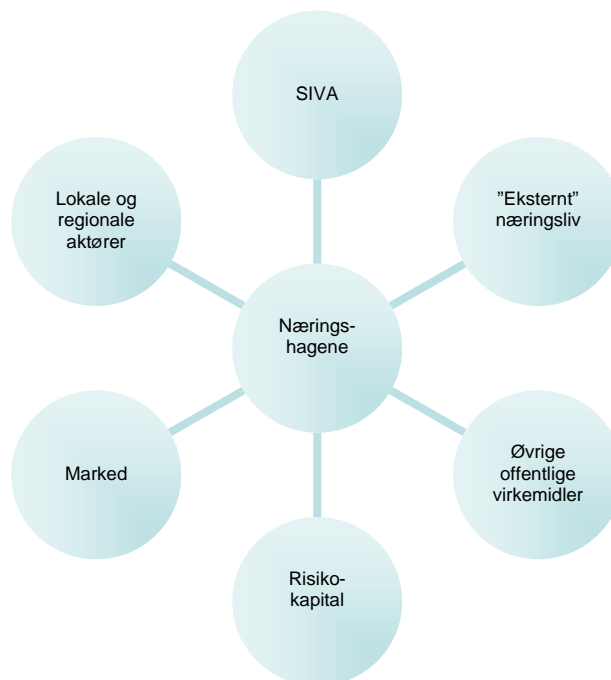 SIVA
Lokale og
regionale
aktører
”Eksternt”
næringsliv
Nærings-
hagene
Marked
Øvrige
offentlige
virkemidler
Risiko-
kapital